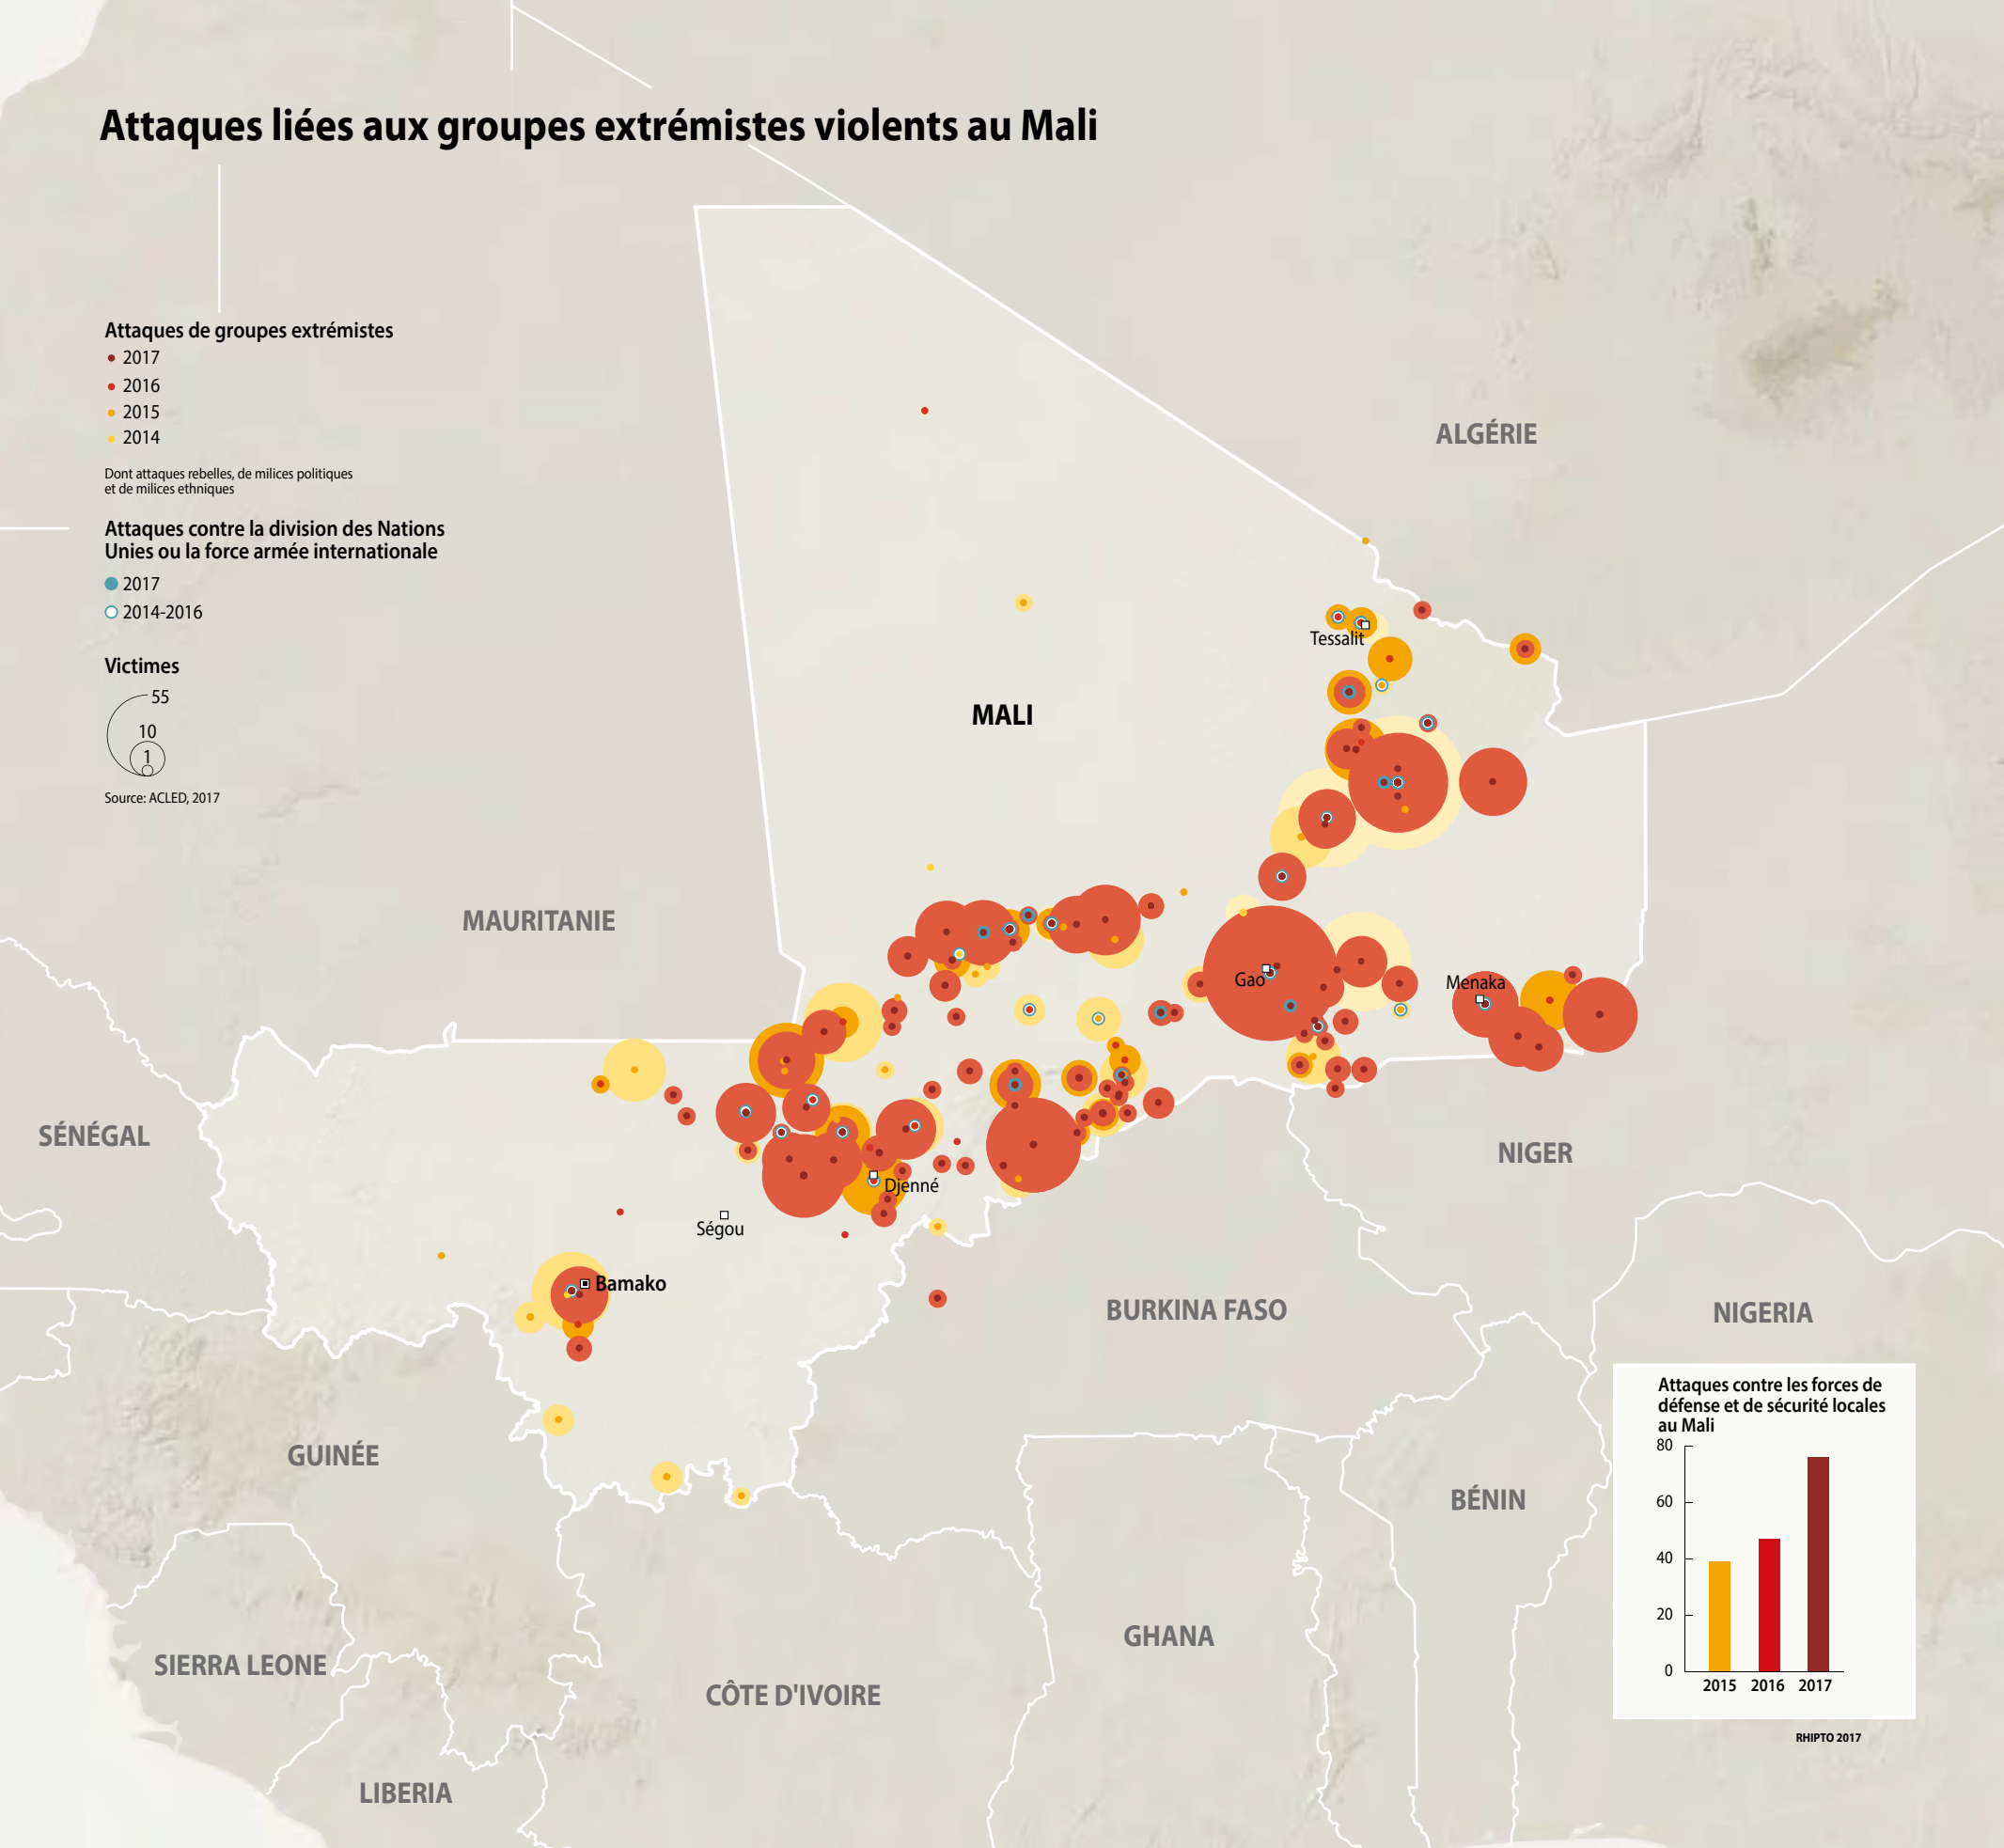 Attaques liées aux groupes extrémistes violents au Mali
Attaques de groupes extrémistes
2017
2016
2015
2014
Dont attaques rebelles, de milices politiques
et de milices ethniques
Attaques contre la division des Nations
Unies ou la force armée internationale
2017
2014-2016
Victimes
55
10
1
Source: ACLED, 2017
ALGÉRIE
Tessalit
MALI
MAURITANIE
Gao
Menaka
SÉNÉGAL
NIGER
Djenné
Ségou
Bamako
BURKINA FASO
NIGERIA
GUINÉE
BÉNIN
SIERRA LEONE
GHANA
CÔTE D'IVOIRE
LIBERIA
Attaques contre les forces de
défense et de sécurité locales
au Mali
80
60
40
20
0
2015 2016 2017
RHIPTO 2017